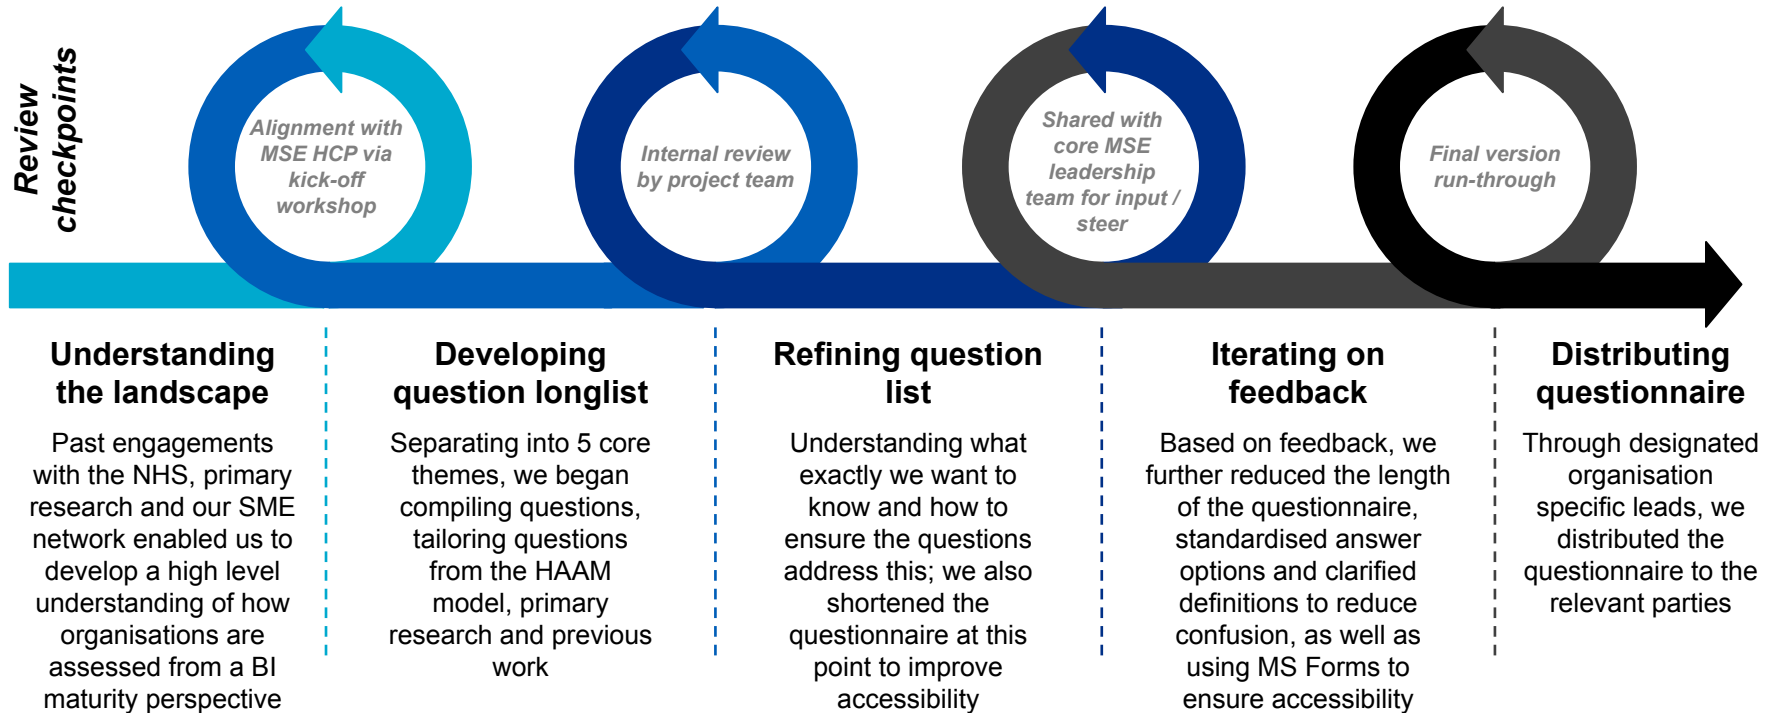 Review
checkpoints
Alignment with
MSE HCP via
kick-off
workshop
Internal review
by project team
Shared with
core MSE
leadership
team for input /
steer
Final version
run-through
Understanding
the landscape
Past engagements
with the NHS, primary
research and our SME
network enabled us to
develop a high level
understanding of how
organisations are
assessed from a BI
maturity perspective
Developing
question longlist
Separating into 5 core
themes, we began
compiling questions,
tailoring questions
from the HAAM
model, primary
research and previous
work
Refining question
list
Understanding what
exactly we want to
know and how to
ensure the questions
address this; we also
shortened the
questionnaire at this
point to improve
accessibility
Iterating on
feedback
Based on feedback, we
further reduced the length
of the questionnaire,
standardised answer
options and clarified
definitions to reduce
confusion, as well as
using MS Forms to
ensure accessibility
Distributing
questionnaire
Through designated
organisation
specific leads, we
distributed the
questionnaire to the
relevant parties